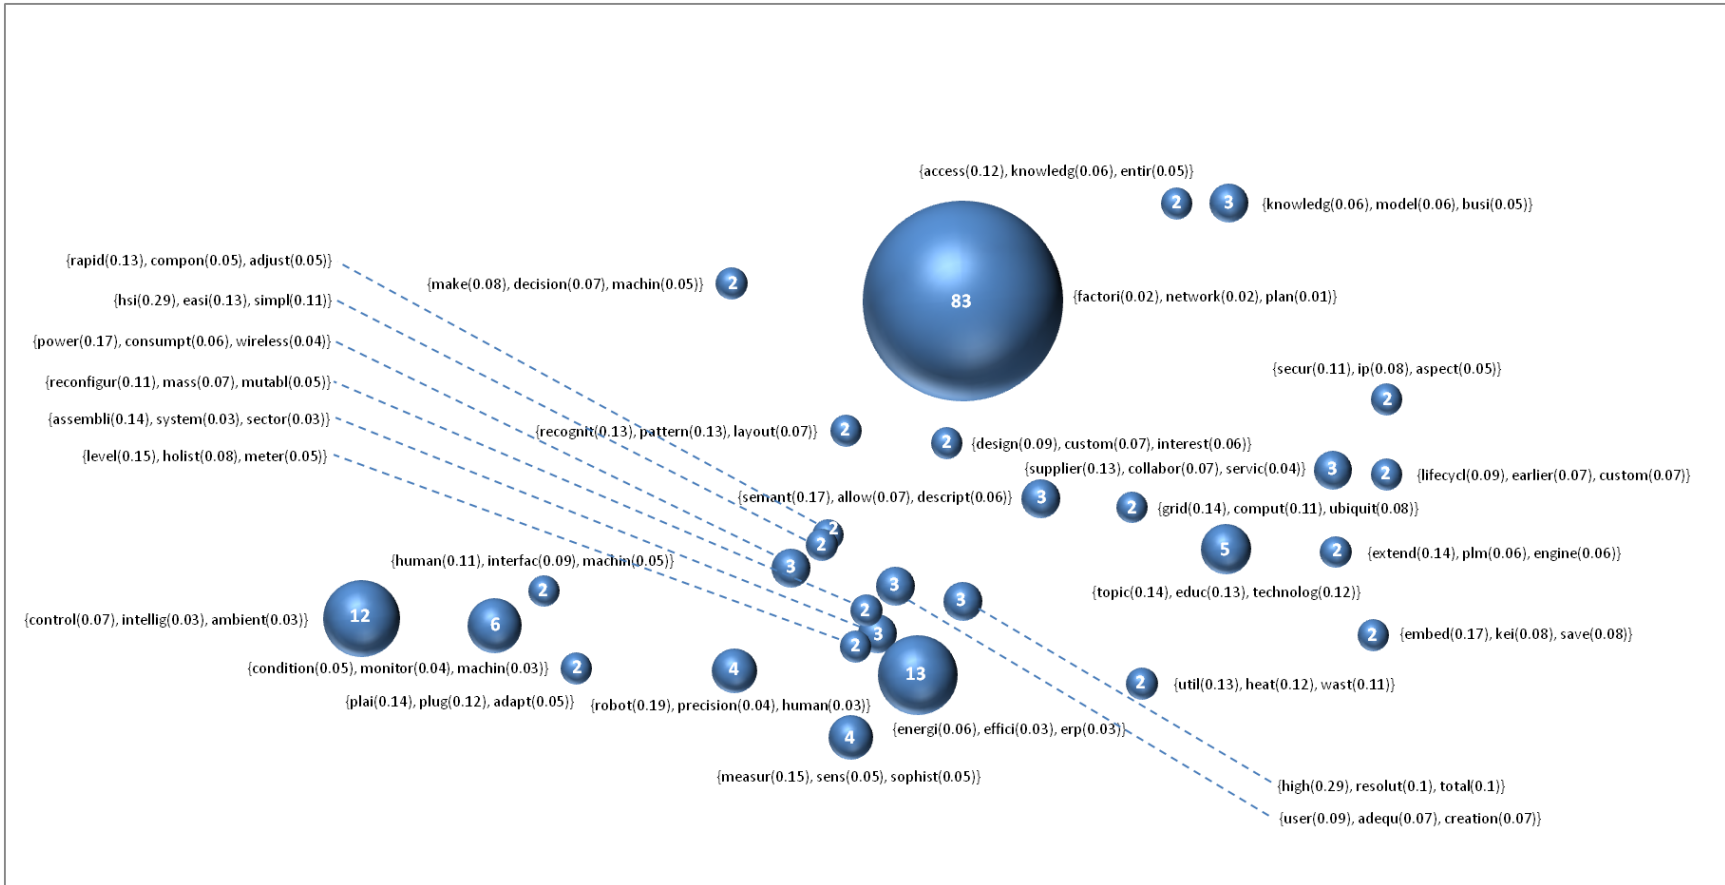 {access(0.12), knowledg(0.06), entir(0.05)}
2
3
{knowledg(0.06), model(0.06), busi(0.05)}
{rapid(0.13), compon(0.05), adjust(0.05)}
{make(0.08), decision(0.07), machin(0.05)}
2
83
{factori(0.02), network(0.02), plan(0.01)}
{hsi(0.29), easi(0.13), simpl(0.11)}
{power(0.17), consumpt(0.06), wireless(0.04)}
{reconfigur(0.11), mass(0.07), mutabl(0.05)}
{assembli(0.14), system(0.03), sector(0.03)}
{level(0.15), holist(0.08), meter(0.05)}
{secur(0.11), ip(0.08), aspect(0.05)}
2
{recognit(0.13), pattern(0.13), layout(0.07)}
2
2
{design(0.09), custom(0.07), interest(0.06)}
{supplier(0.13), collabor(0.07), servic(0.04)}
3
2
{lifecycl(0.09), earlier(0.07), custom(0.07)}
{semant(0.17), allow(0.07), descript(0.06)}
3
2
{grid(0.14), comput(0.11), ubiquit(0.08)}
2
2
3
5
2
{extend(0.14), plm(0.06), engine(0.06)}
{topic(0.14), educ(0.13), technolog(0.12)}
{human(0.11), interfac(0.09), machin(0.05)}
2
3
3
2
3
2
{control(0.07), intellig(0.03), ambient(0.03)}
12
6
2
{embed(0.17), kei(0.08), save(0.08)}
{condition(0.05), monitor(0.04), machin(0.03)}
2
4
13
2
{util(0.13), heat(0.12), wast(0.11)}
{plai(0.14), plug(0.12), adapt(0.05)}
{robot(0.19), precision(0.04), human(0.03)}
4
{energi(0.06), effici(0.03), erp(0.03)}
{measur(0.15), sens(0.05), sophist(0.05)}
{high(0.29), resolut(0.1), total(0.1)}
{user(0.09), adequ(0.07), creation(0.07)}